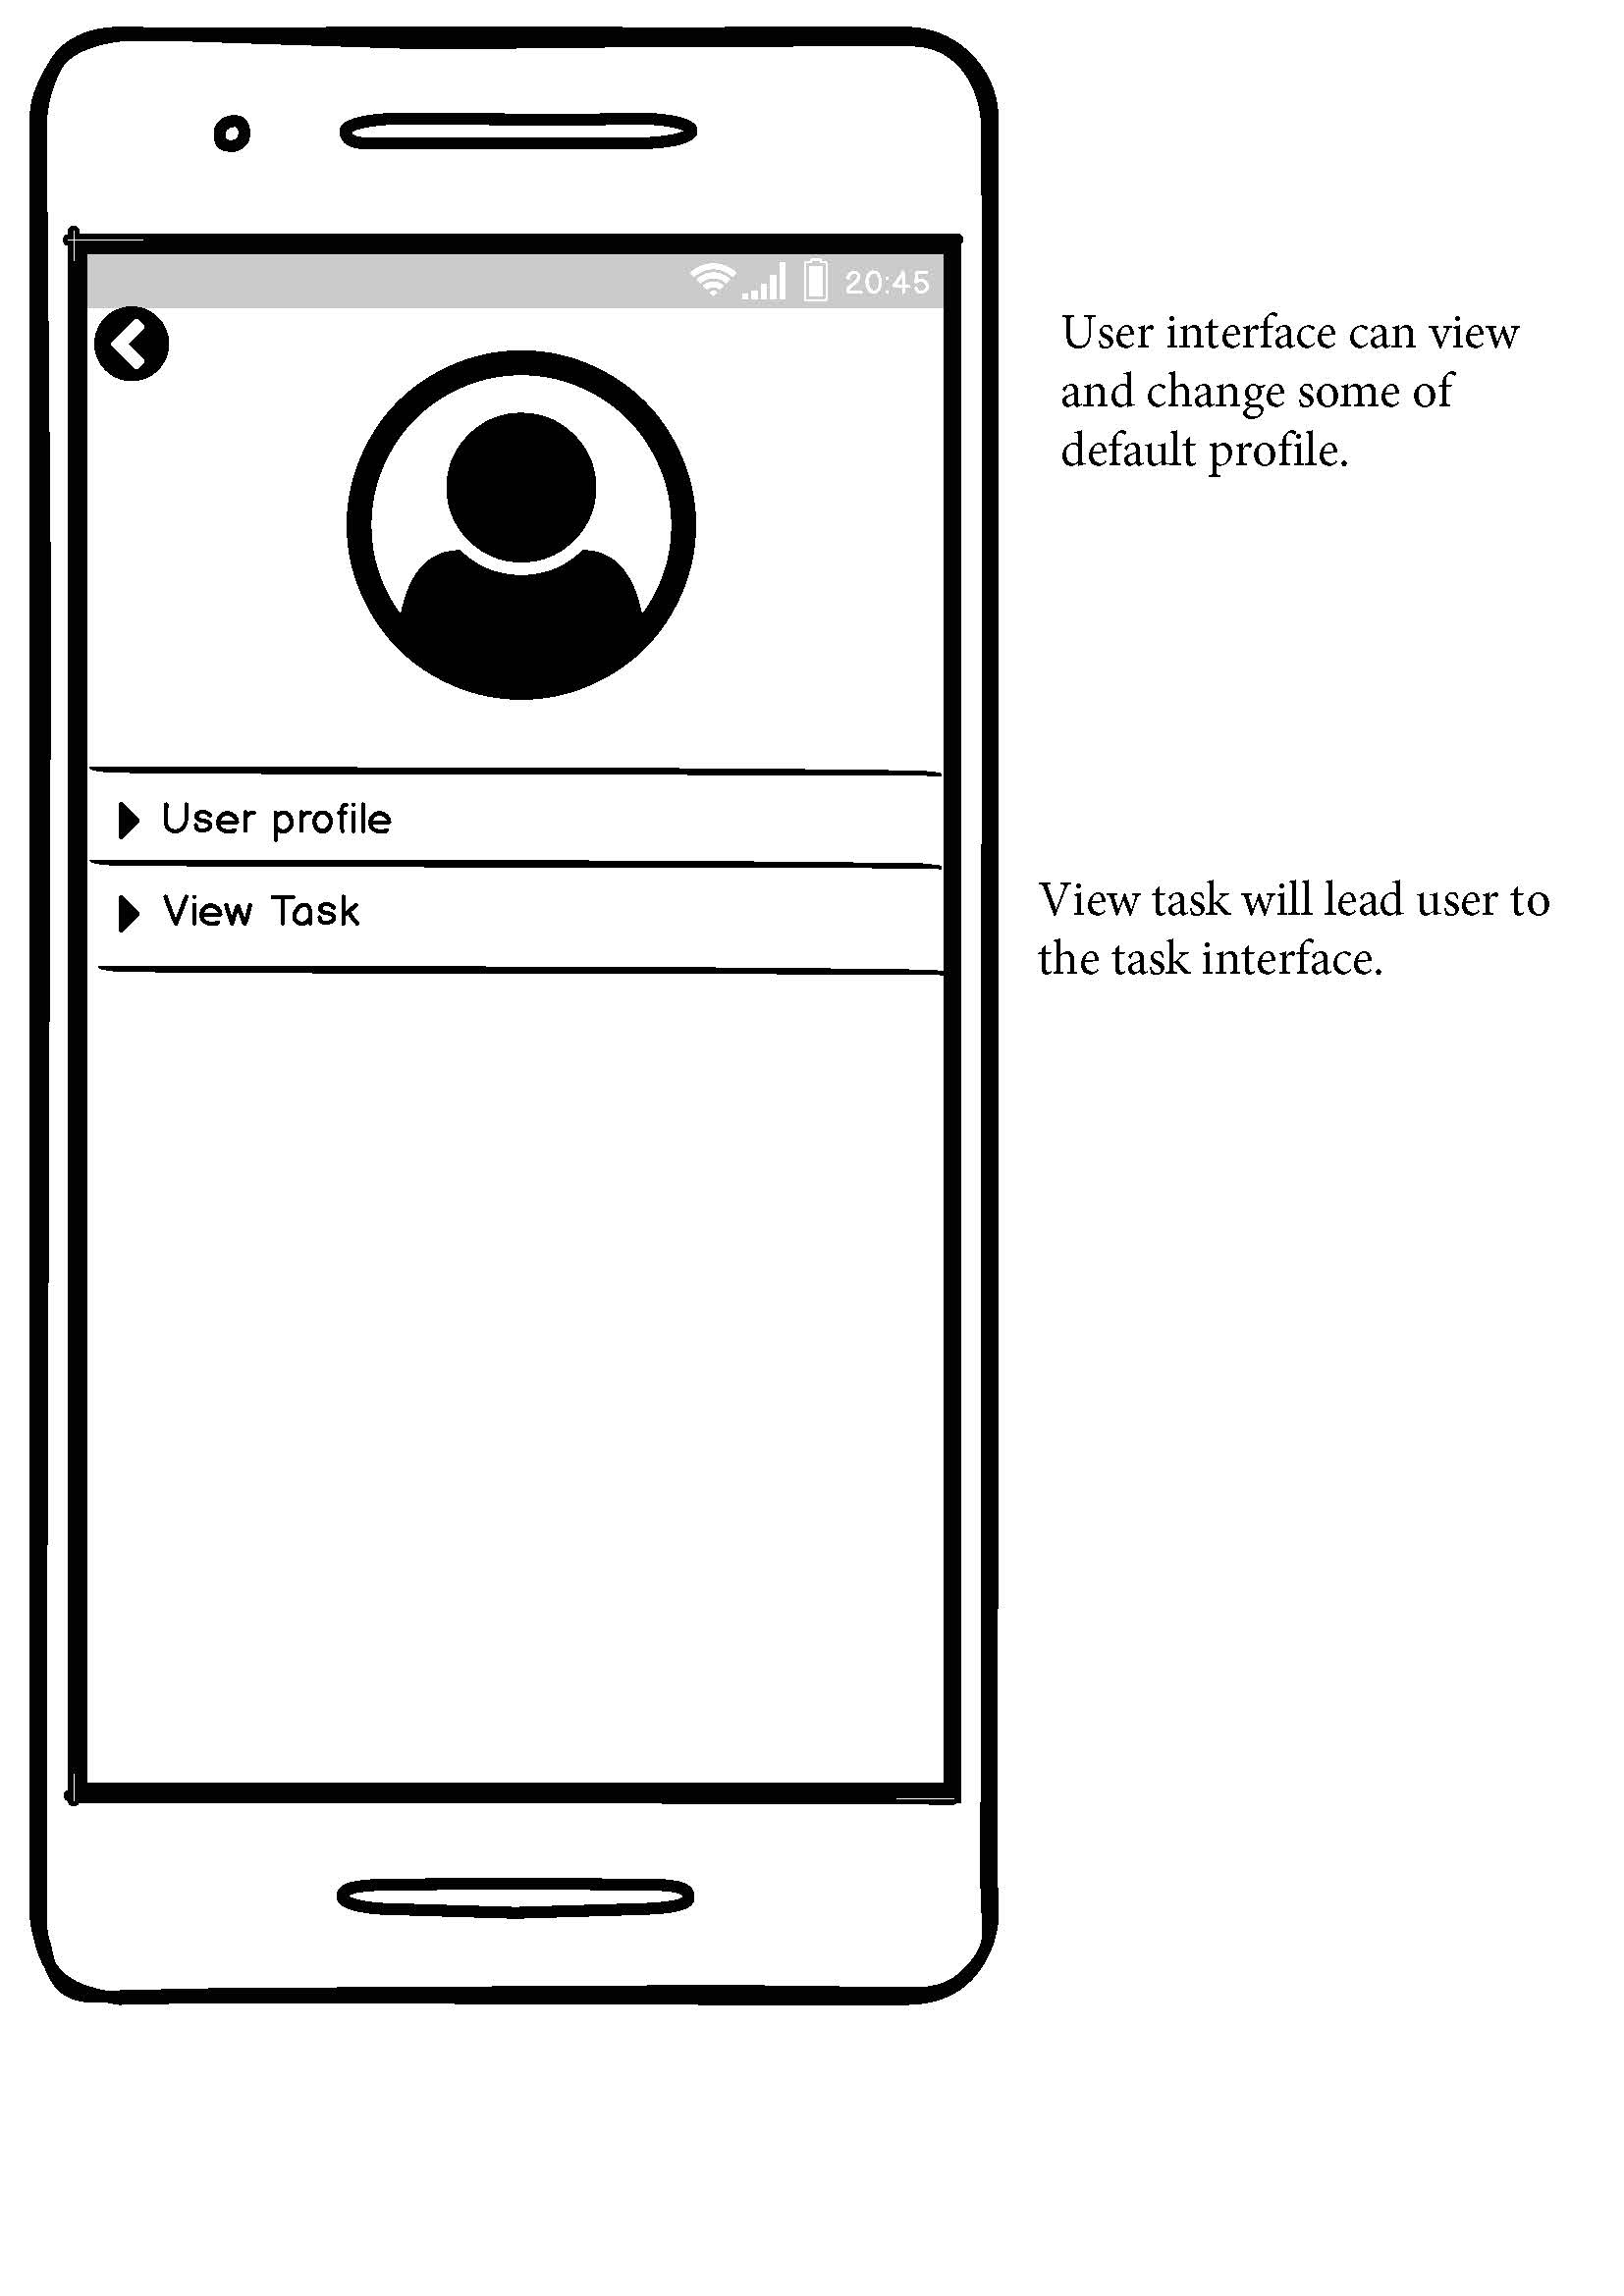 20:45
User interface can view
and change some of
default profile.
User profile
View Task
View task will lead user to
the task interface.